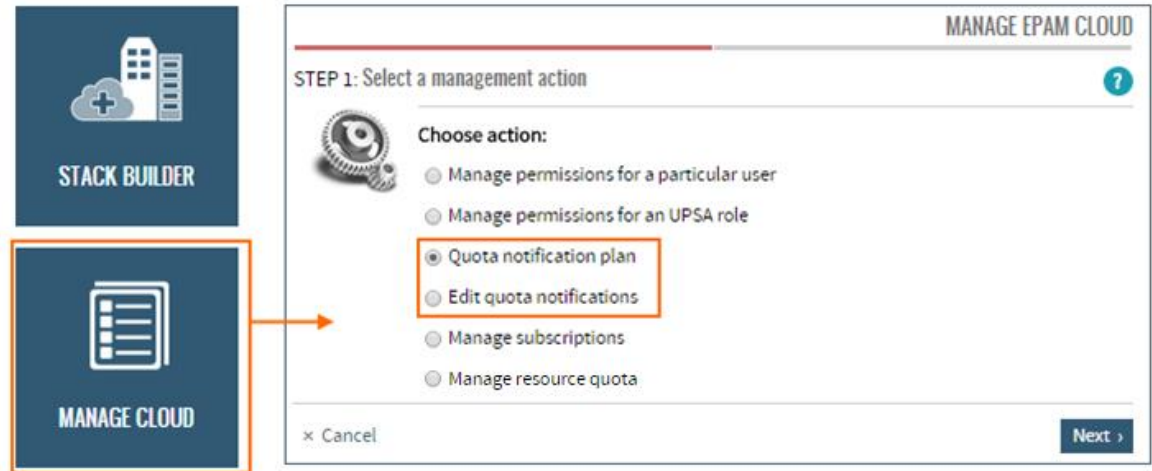 STACK BUILDER
MANAGE CLOUD
MANAGE EPAM CLOUD
STEP 1: Select a management action
?
Choose action:
Manage permissions for a particular user
Manage permissions for an UPSA role
Quota notification plan
Edit quota notifications
Manage subscriptions
Manage resource quota
× Cancel
Next ›